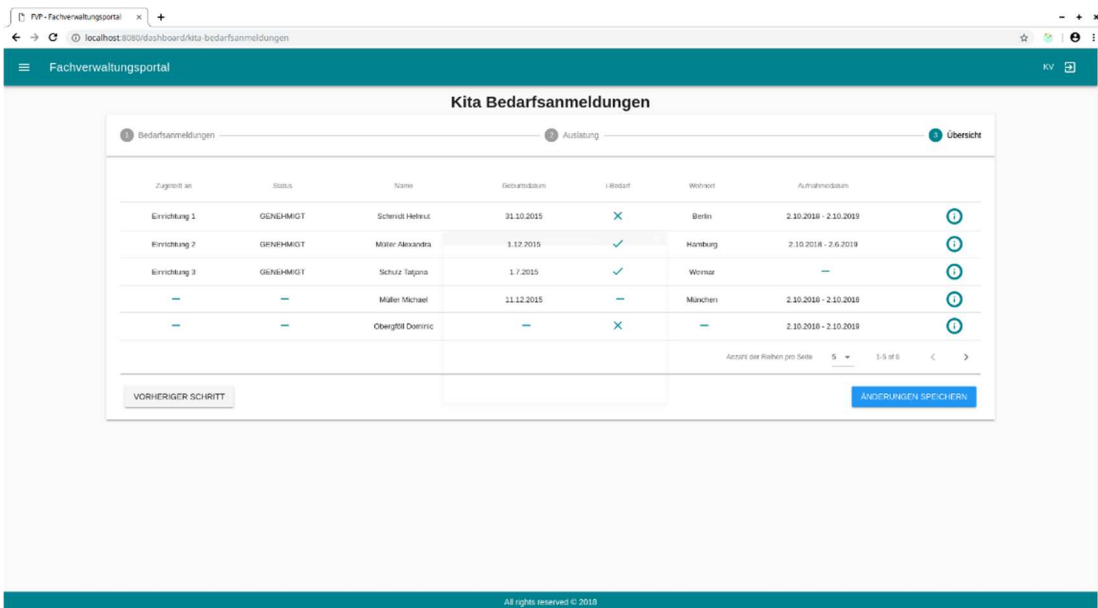 FVP - Fachverwaltungsportal
localhost:8080/dashboard/kita-bedarfsanmeldungen
Fachverwaltungsportal KV
Kita Bedarfsanmeldungen
1 Bedarfsanmeldungen 2 Auslatung 3 Übersicht
Zugeteilt an Status Name Geburtsdatum I-Bedarf Wohnort Aufnahmedatum
Einrichtung 1 GENEHMIGT Schmidt Helmut 31.10.2015 Berlin 2.10.2018 - 2.10.2019
Einrichtung 2 GENEHMIGT Müller Alexandra 1.12.2015 Hamburg 2.10.2018 - 2.6.2019
Einrichtung 3 GENEHMIGT Schulz Tatjana 1.7.2015 Weimar –
– – Müller Michael 11.12.2015 – München 2.10.2018 - 2.10.2018
– – Obergföll Dominic – – 2.10.2018 - 2.10.2019
Anzahl der Reihen pro Seite 5 1-5 of 6
VORHERIGER SCHRITT ÄNDERUNGEN SPEICHERN
All rights reserved © 2018